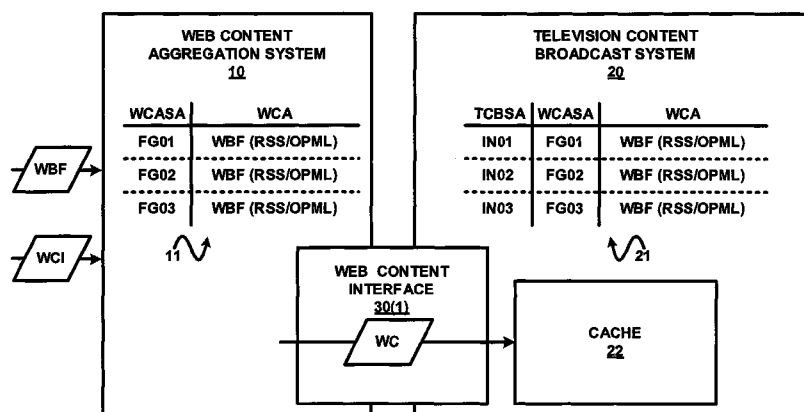 WEB CONTENT
AGGREGATION SYSTEM
10
WCASA WCA
FG01 WBF (RSS/OPML)
FG02 WBF (RSS/OPML)
FG03 WBF (RSS/OPML)
11
WBF
WCI
TELEVISION CONTENT
BROADCAST SYSTEM
20
TCBSA WCASA WCA
IN01 FG01 WBF (RSS/OPML)
IN02 FG02 WBF (RSS/OPML)
IN03 FG03 WBF (RSS/OPML)
21
WEB CONTENT
INTERFACE
30(1)
WC
CACHE
22